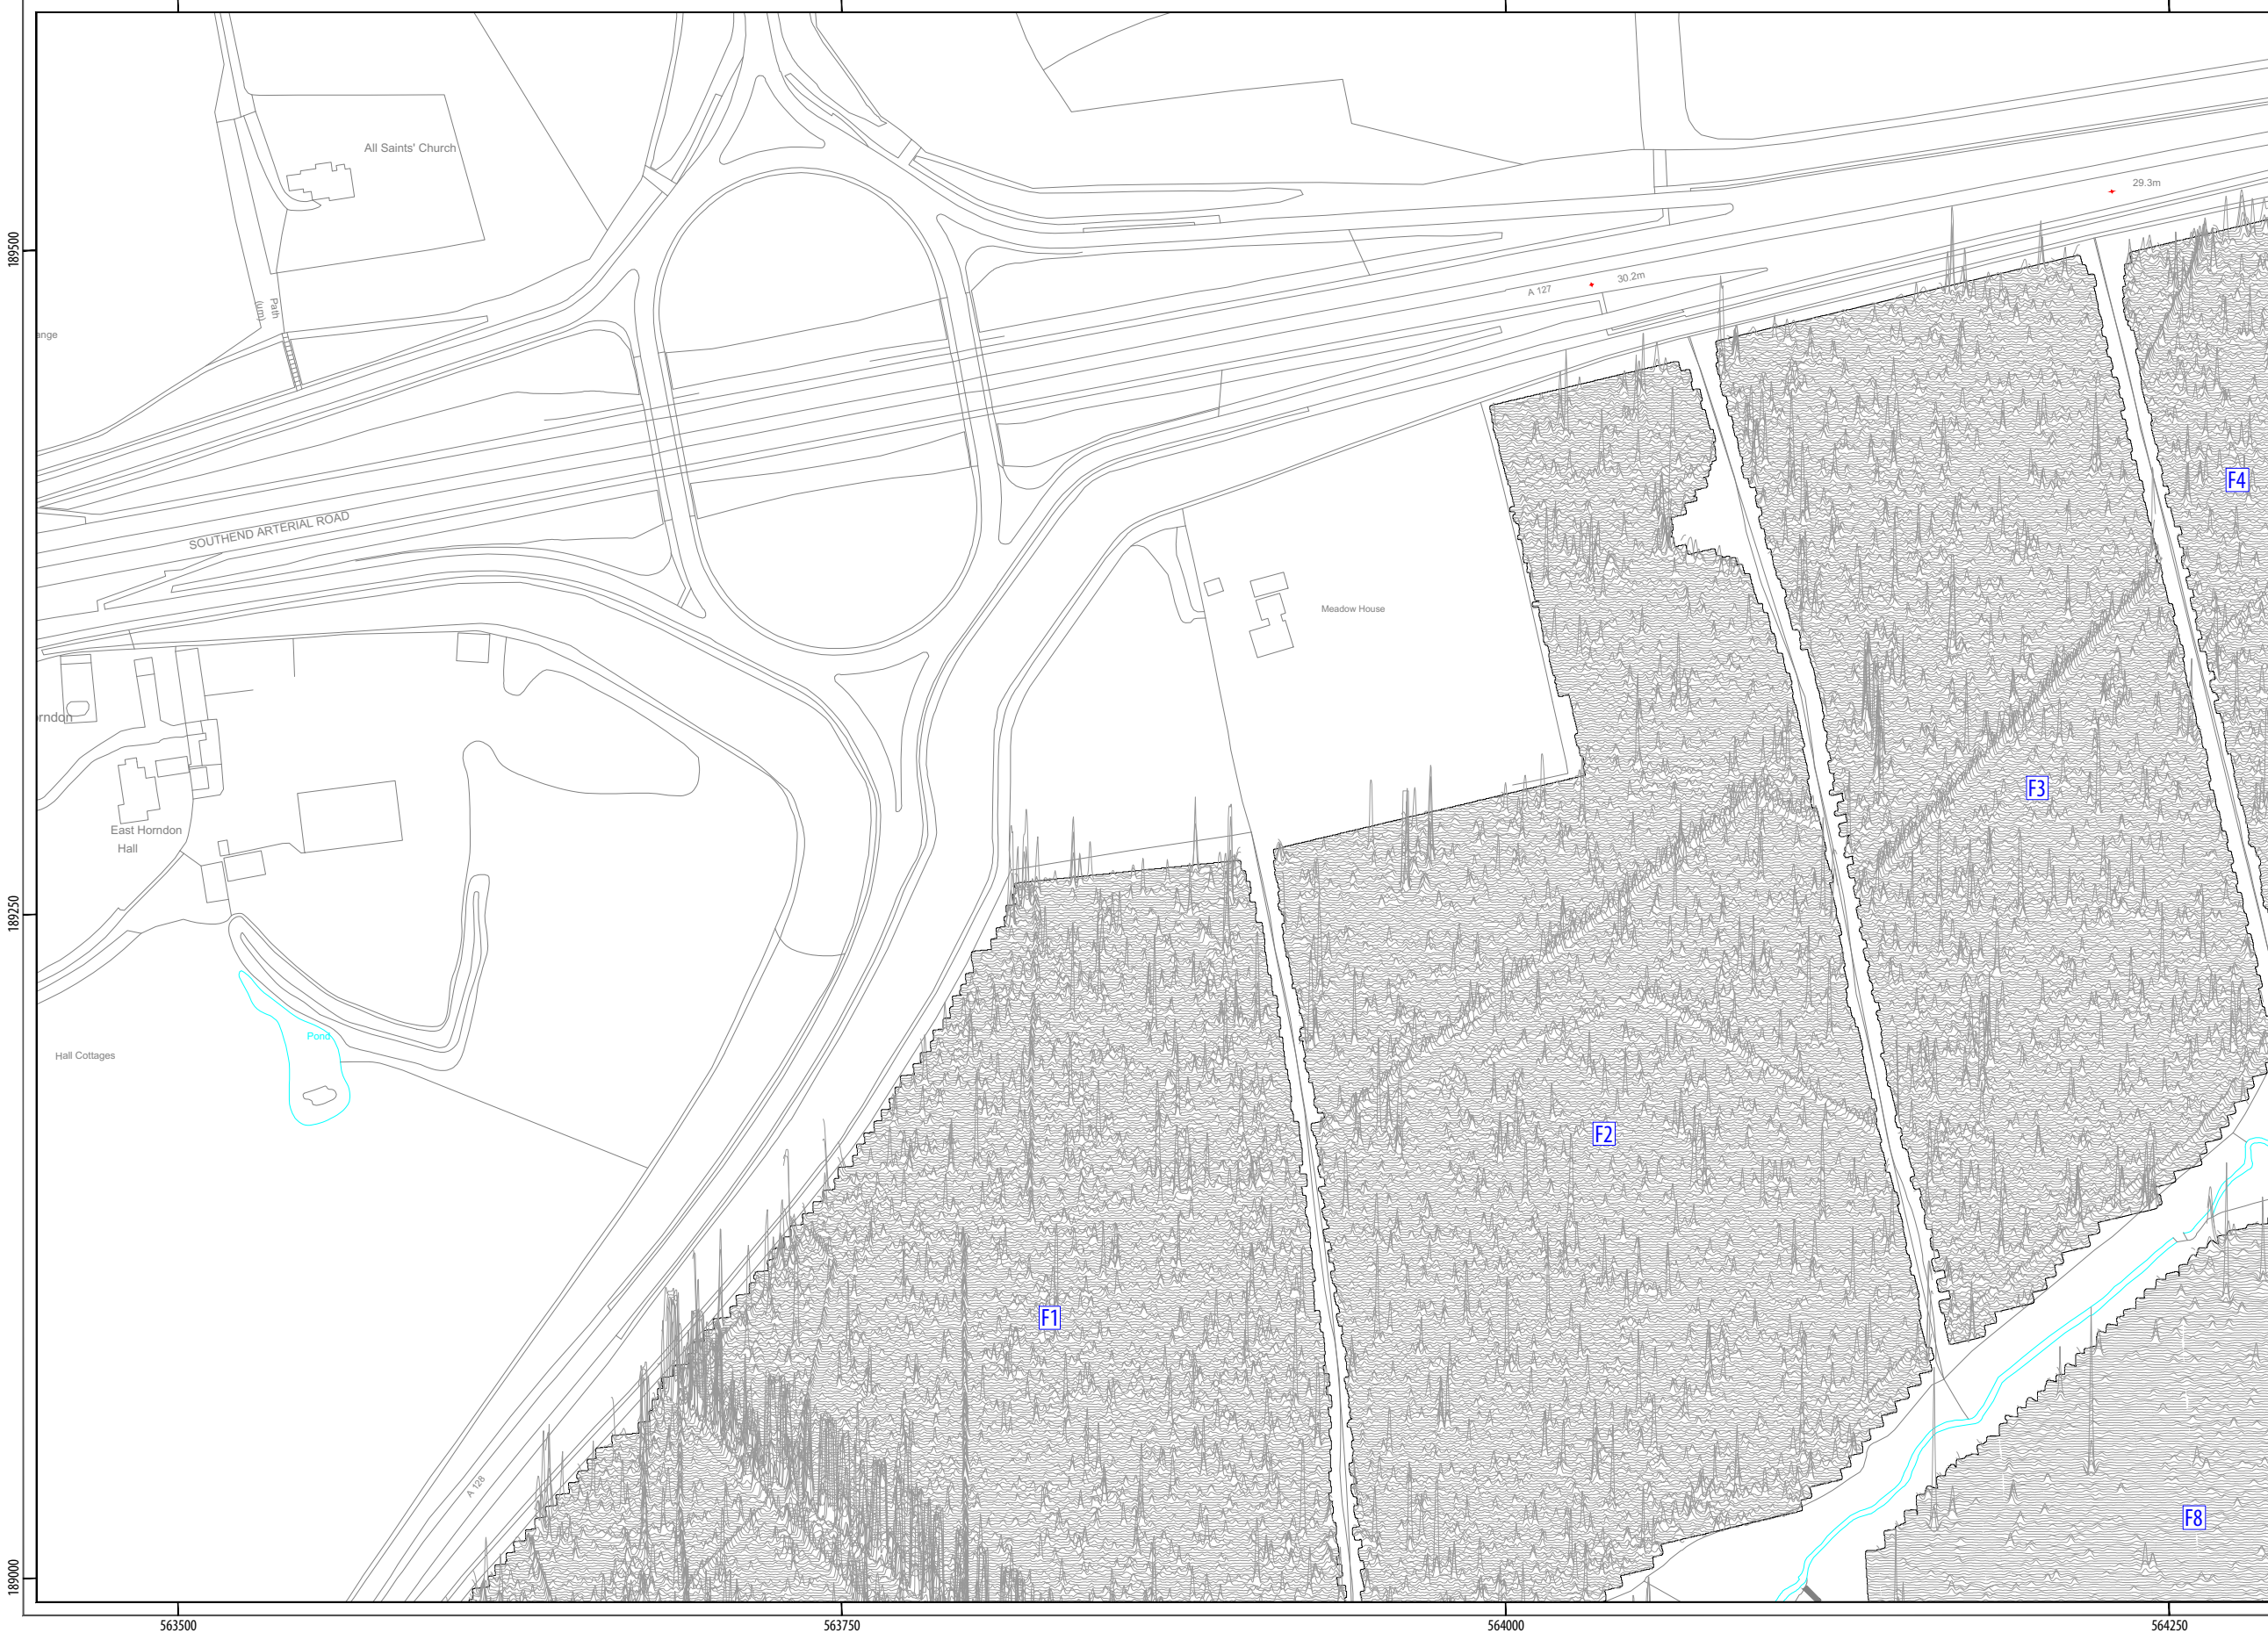 All Saints' Church
29.3m
189500
30.2m
A 127
Path
(um)
ange
F4
SOUTHEND ARTERIAL ROAD
Meadow House
orndon
F3
East Horndon
Hall
189250
Pond
Hall Cottages
F2
F1
A 128
F8
189000
563500
563750
564000
564250